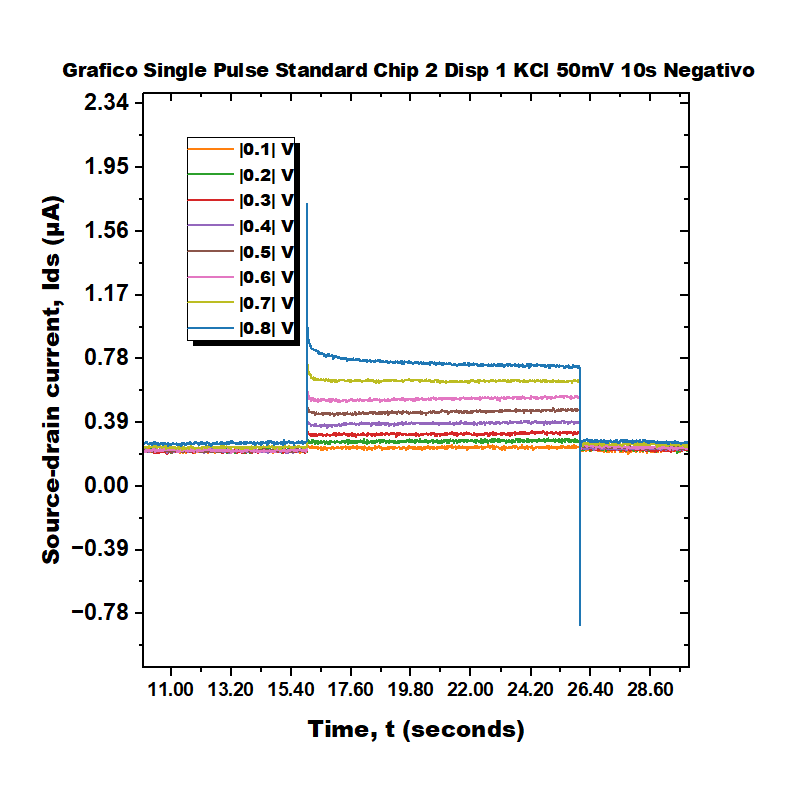 Grafico Single Pulse Standard Chip 2 Disp 1 KCl 50mV 10s Negativo
2.34
1.95
1.56
1.17
0.78
0.39
0.00
−0.39
−0.78
Source-drain current, Ids (µA)
|0.1| V
|0.2| V
|0.3| V
|0.4| V
|0.5| V
|0.6| V
|0.7| V
|0.8| V
11.00 13.20 15.40 17.60 19.80 22.00 24.20 26.40 28.60
Time, t (seconds)